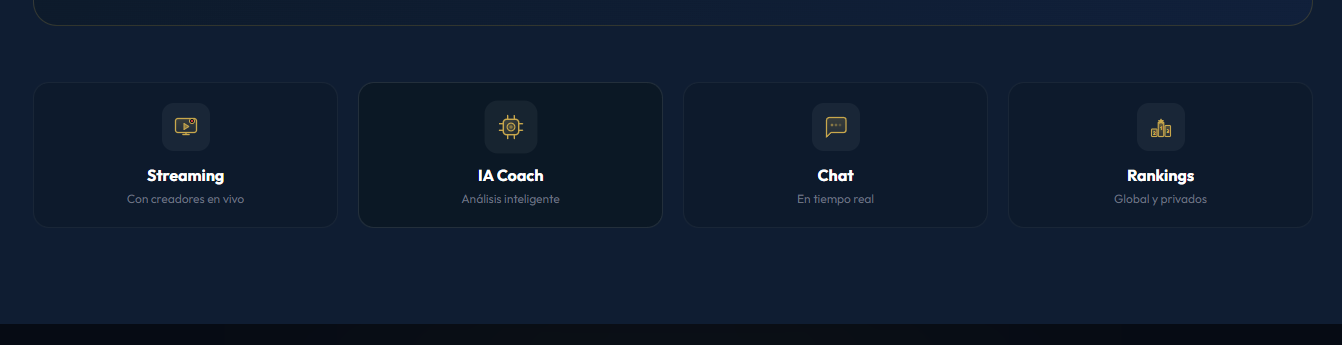 Streaming
Con creadores en vivo
IA Coach
Análisis inteligente
Chat
En tiempo real
Rankings
Global y privados